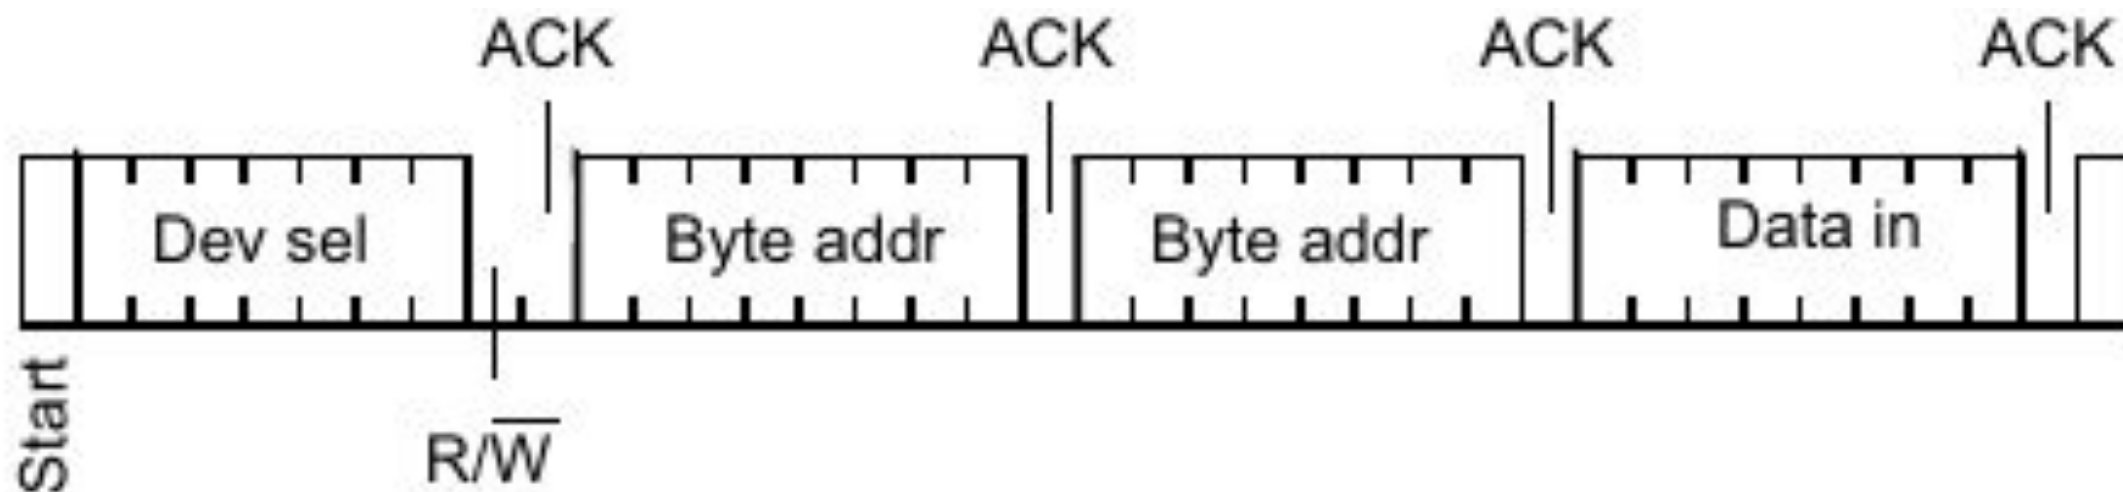 ACK ACK ACK ACK
Dev sel Byte addr Byte addr Data in
Start
R/W̅